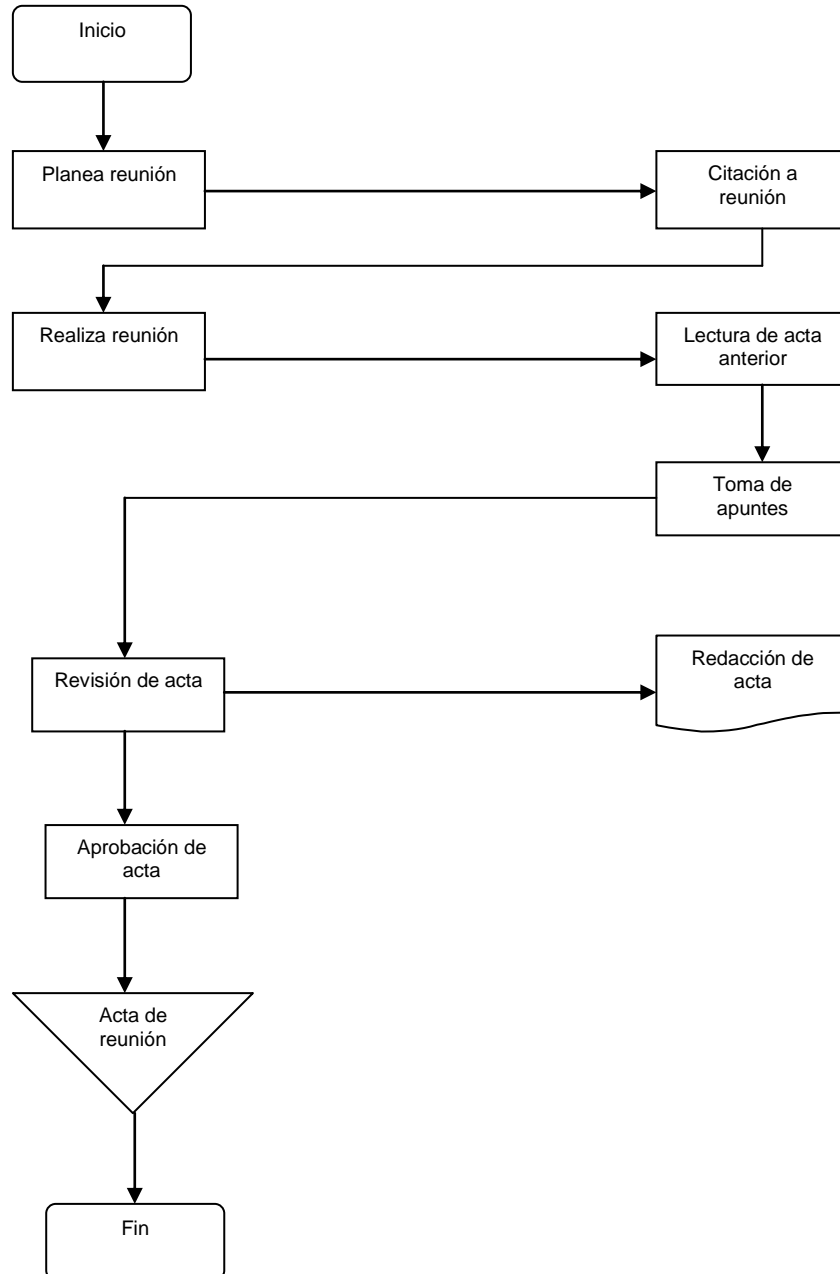 Inicio
Planea reunión
Citación a
reunión
Realiza reunión
Lectura de acta
anterior
Toma de
apuntes
Revisión de acta
Redacción de
acta
Aprobación de
acta
Acta de
reunión
Fin